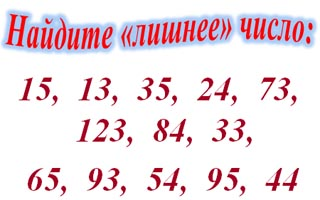 Найдите «лишнее» число:
15, 13, 35, 24, 73,
123, 84, 33,
65, 93, 54, 95, 44